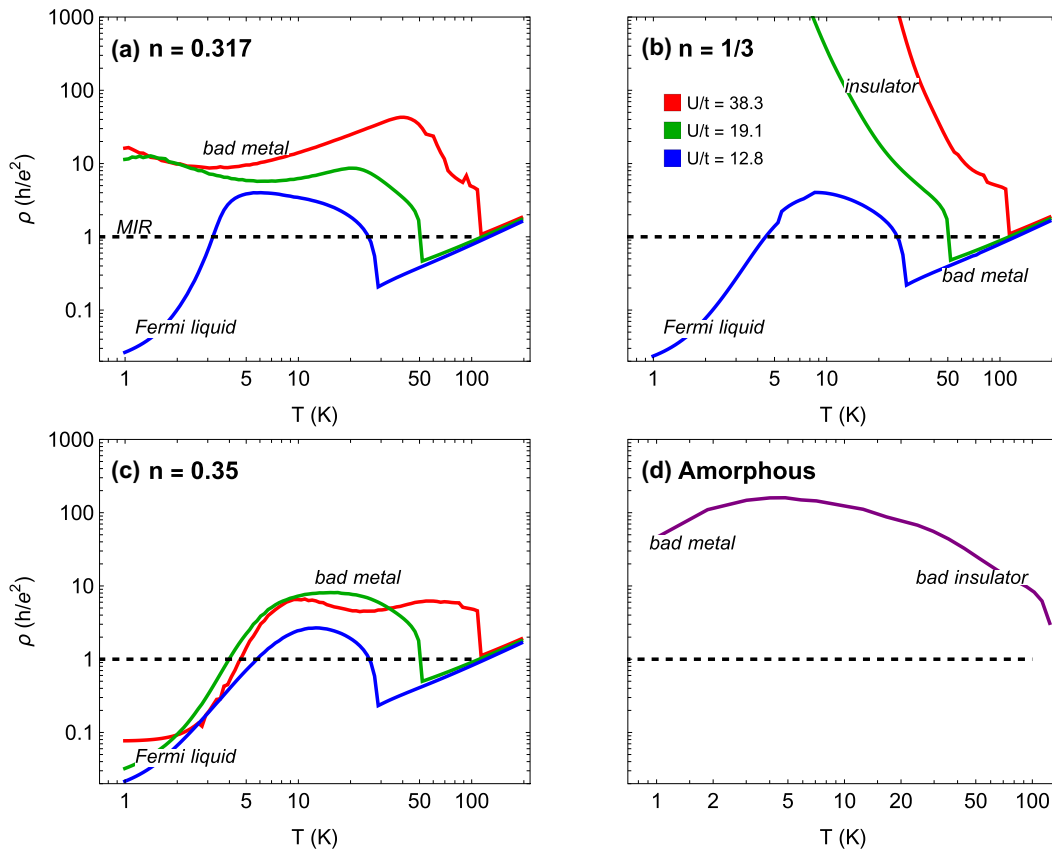 (a) n = 0.317
1000
100
10
1
0.1
ρ (h/e²)
bad metal
MIR
Fermi liquid
1 5 10 50 100
T (K)
(b) n = 1/3
insulator
U/t = 38.3
U/t = 19.1
U/t = 12.8
bad metal
Fermi liquid
1 5 10 50 100
T (K)
(c) n = 0.35
1000
100
10
1
0.1
ρ (h/e²)
bad metal
Fermi liquid
1 5 10 50 100
T (K)
(d) Amorphous
bad metal
bad insulator
1 2 5 10 20 50 100
T (K)